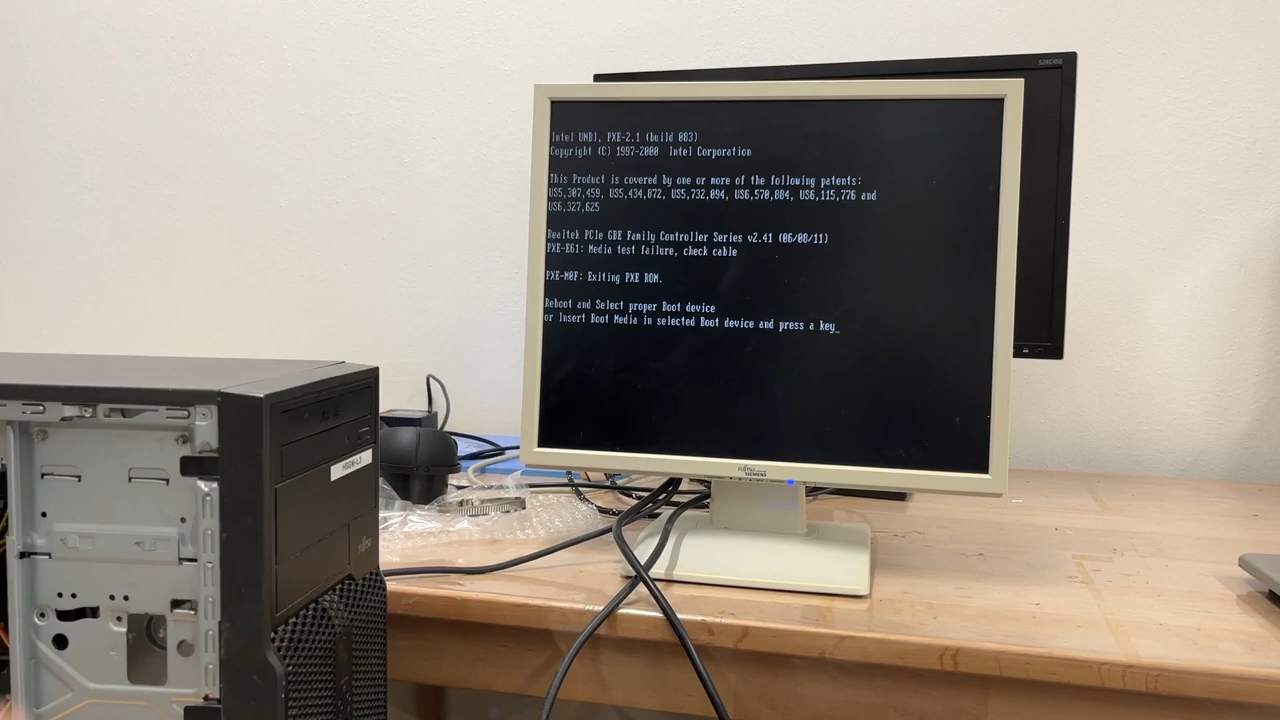 S24E450
Intel UNDI, PXE-2.1 (build 083)
Copyright (C) 1997-2000 Intel Corporation
This Product is covered by one or more of the following patents:
US5,307,459, US5,434,872, US5,732,094, US6,570,884, US6,115,776 and
US6,327,625
Realtek PCIe GBE Family Controller Series v2.41 (06/08/11)
PXE-E61: Media test failure, check cable
PXE-M0F: Exiting PXE ROM.
Reboot and Select proper Boot device
or Insert Boot Media in selected Boot device and press a key_
FUJITSU
SIEMENS
FUJITSU